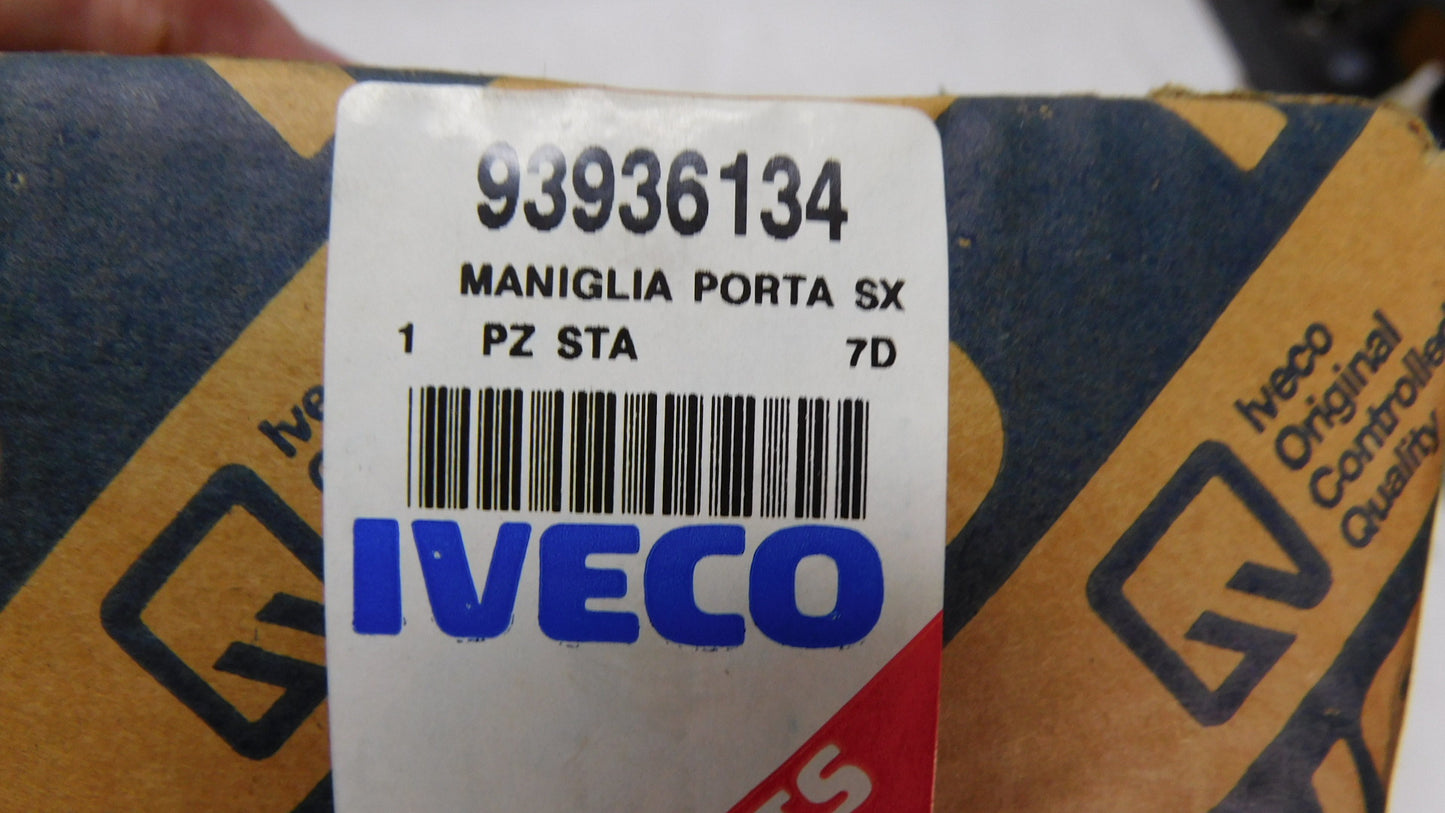 93936134
MANIGLIA PORTA SX
1 PZ STA 7D
IVECO
Iveco
Original
Controlled
Quality